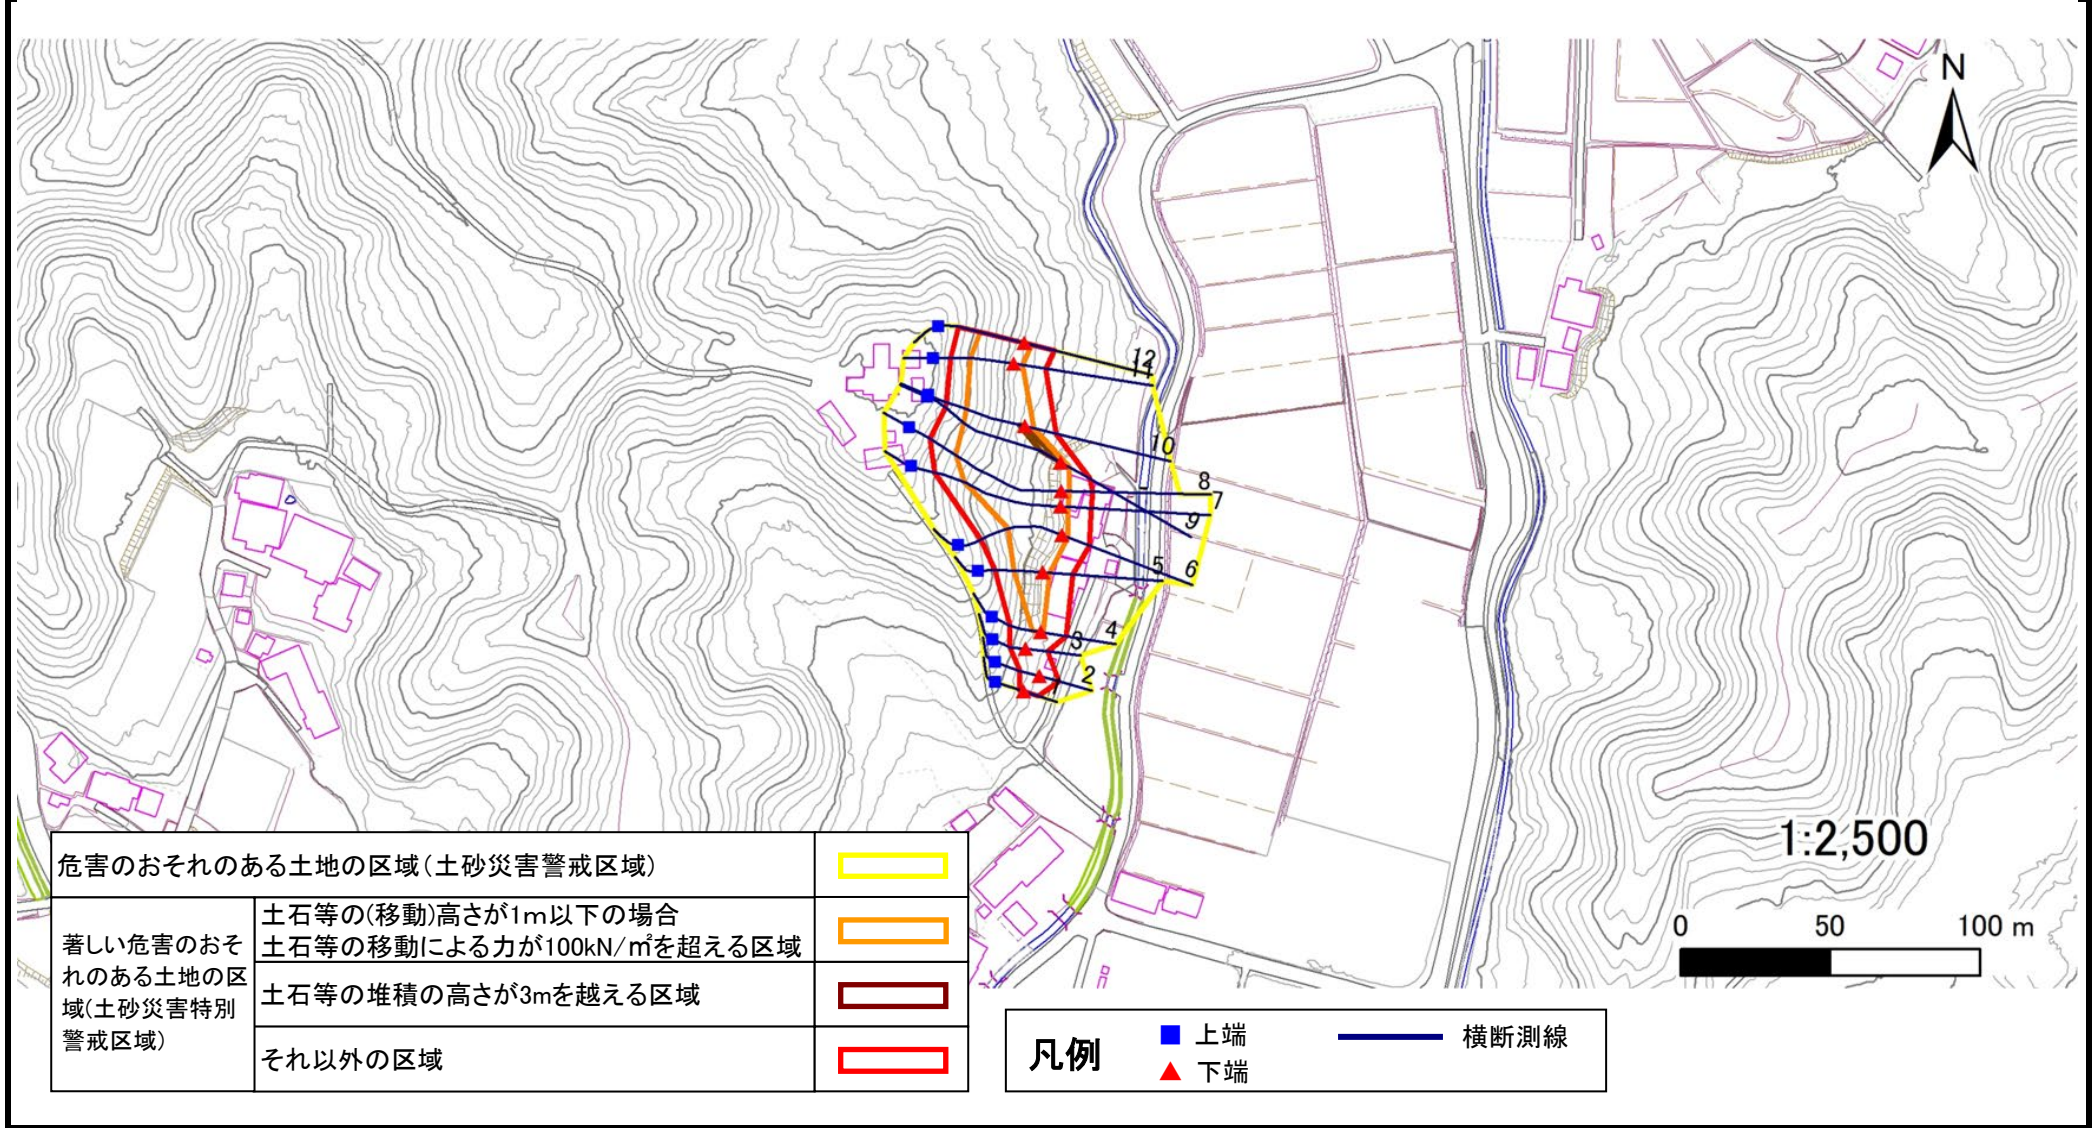 N
12
11
10
8
7
9
5
6
4
3
2
1:2,500
0 50 100 m
危害のおそれのある土地の区域(土砂災害警戒区域)
著しい危害のおそ
れのある土地の区
域(土砂災害特別
警戒区域)
土石等の(移動)高さが1m以下の場合
土石等の移動による力が100kN/㎡を超える区域
土石等の堆積の高さが3mを越える区域
それ以外の区域
凡例
上端
下端
横断測線